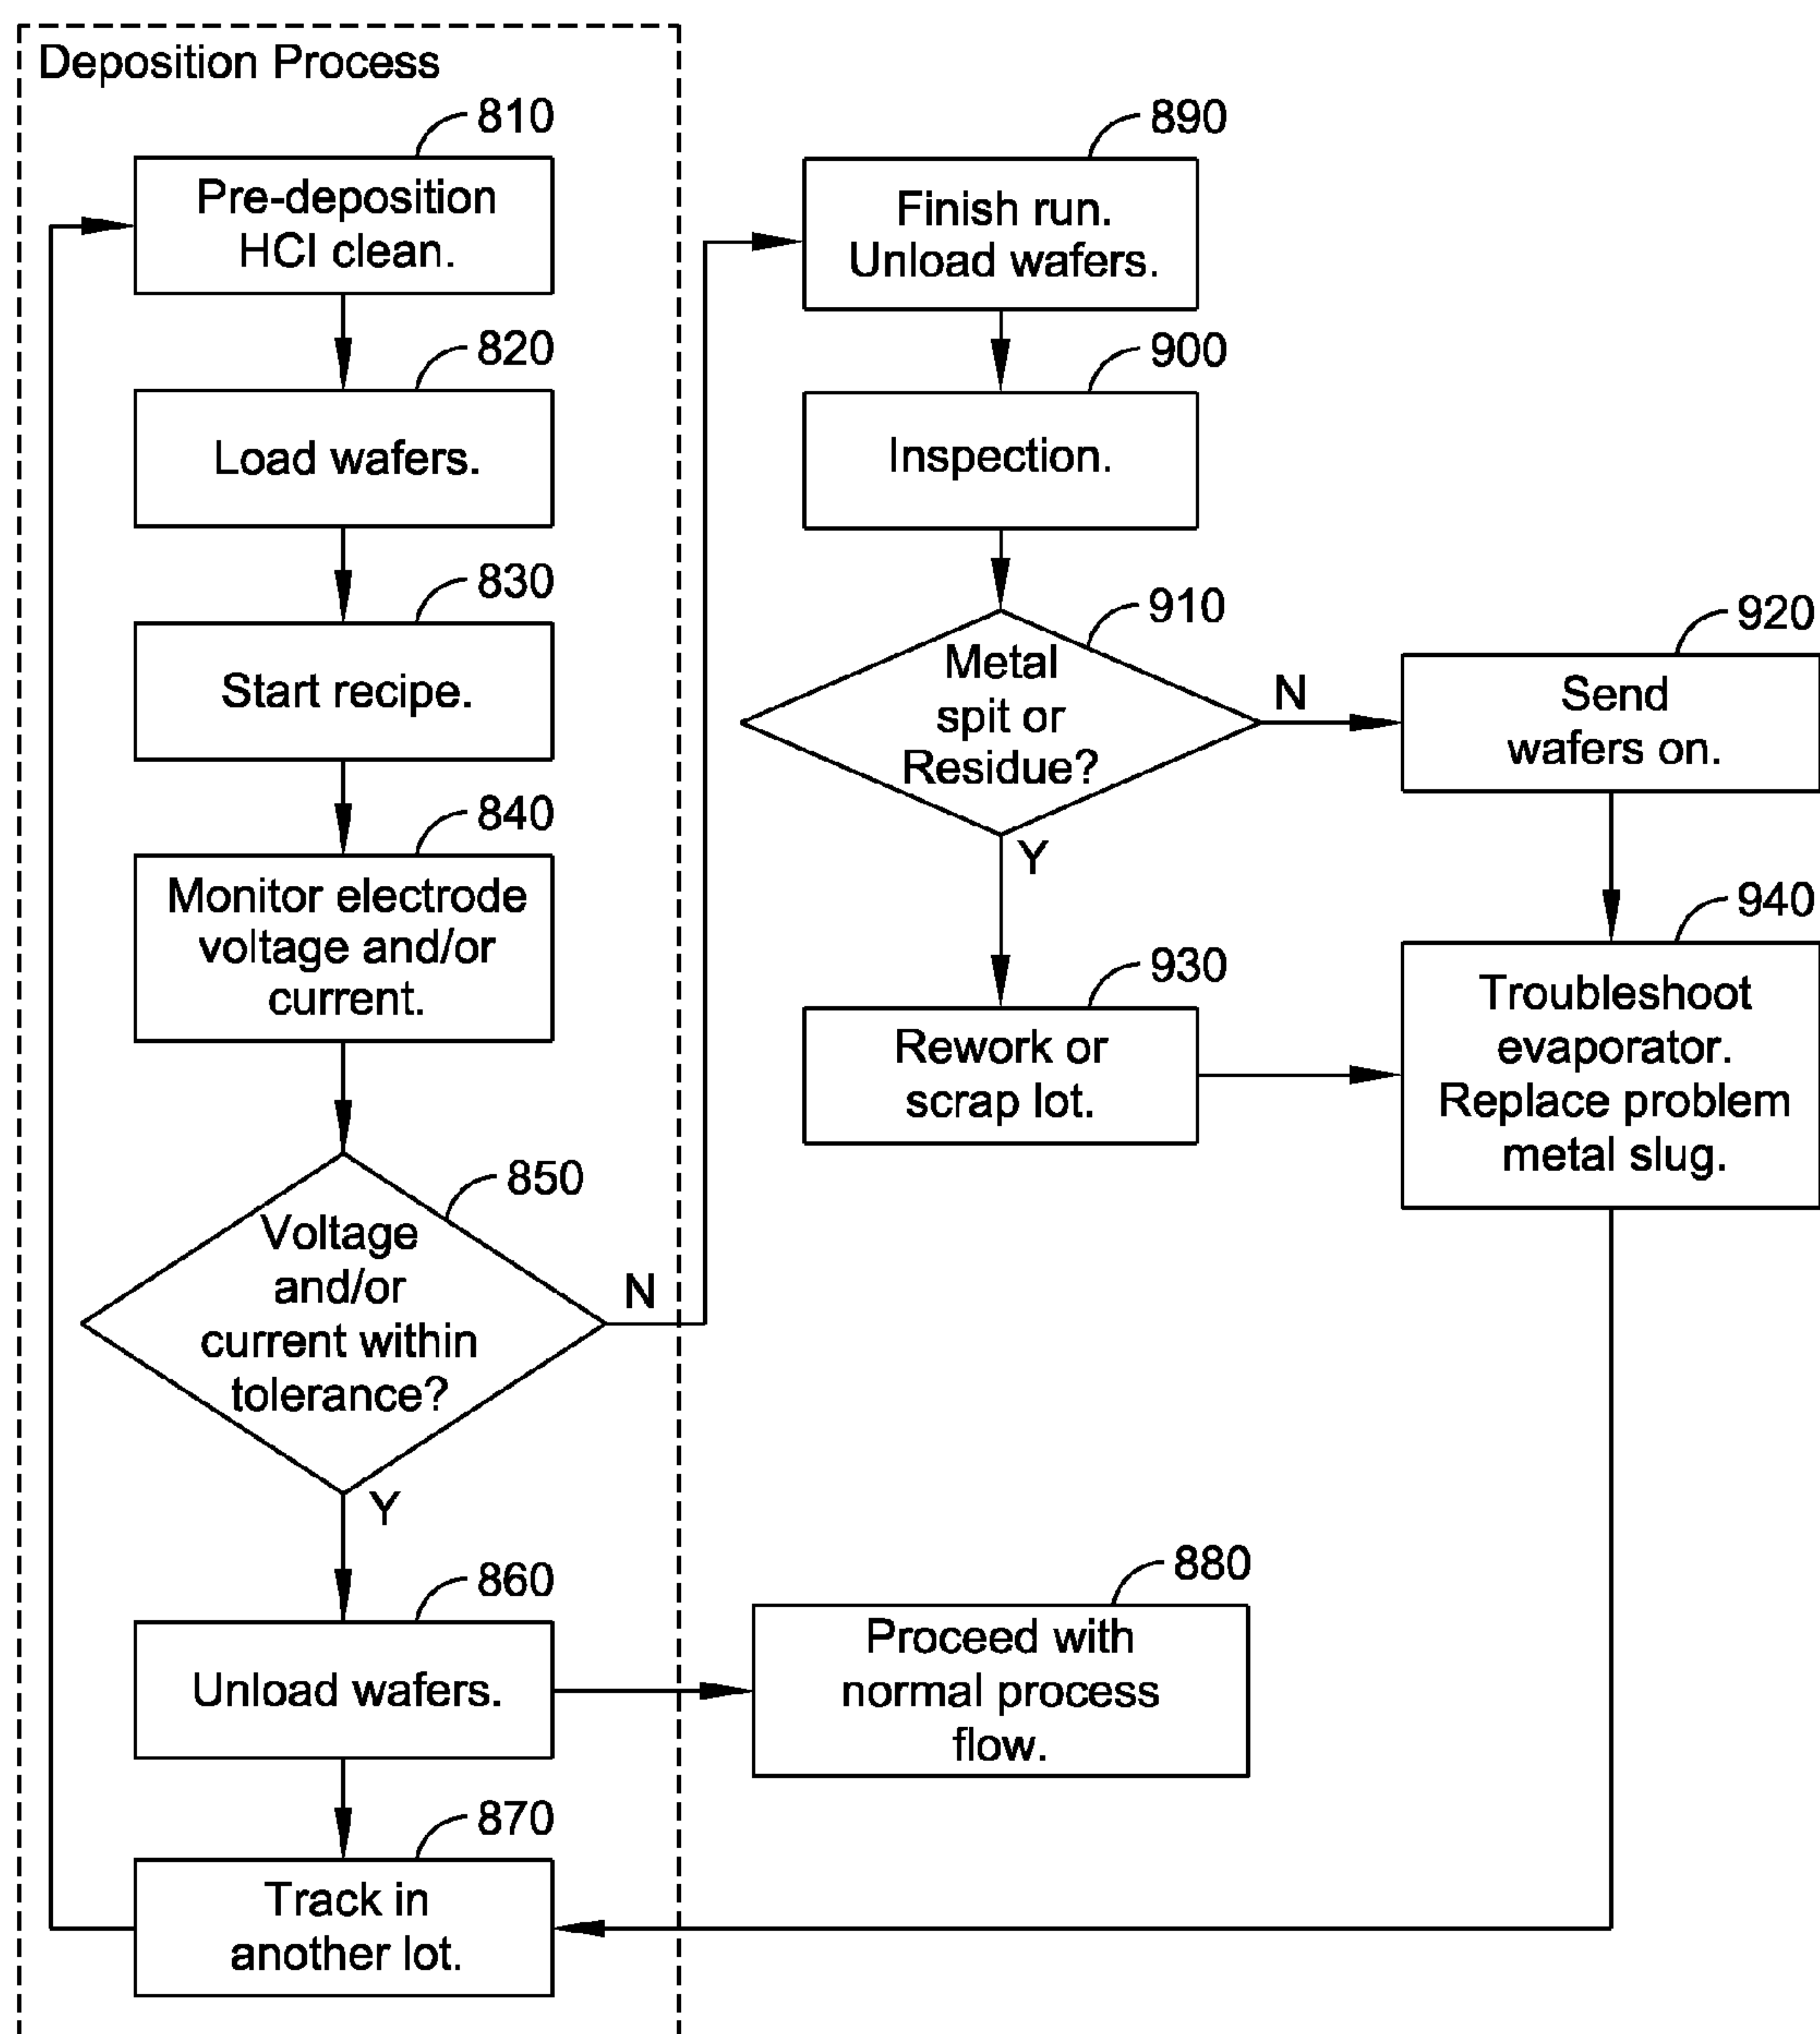 Deposition Process
810
Pre-deposition
HCl clean.
820
Load wafers.
830
Start recipe.
840
Monitor electrode
voltage and/or
current.
850
Voltage
and/or
current within
tolerance?
N
Y
860
Unload wafers.
870
Track in
another lot.
880
Proceed with
normal process
flow.
890
Finish run.
Unload wafers.
900
Inspection.
910
Metal
spit or
Residue?
N
Y
920
Send
wafers on.
930
Rework or
scrap lot.
940
Troubleshoot
evaporator.
Replace problem
metal slug.